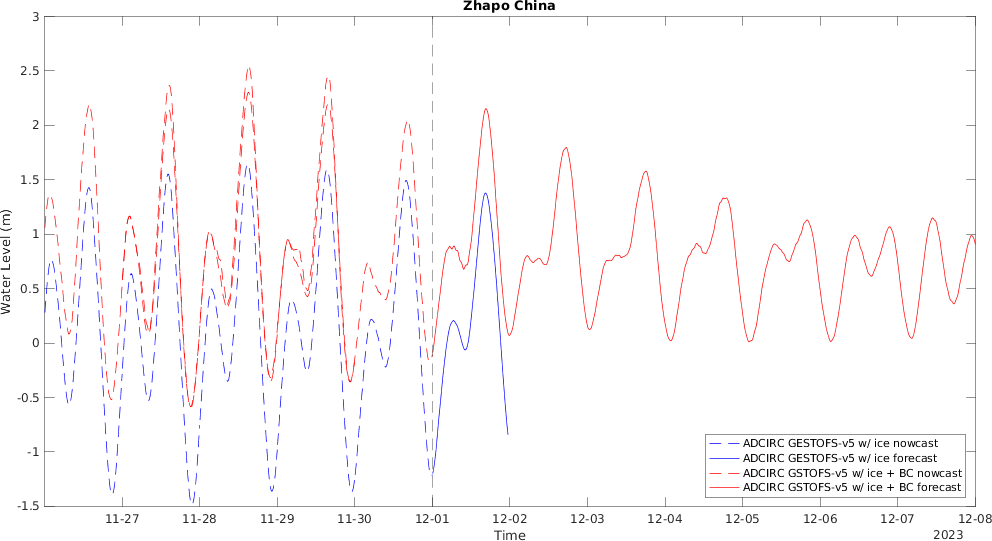 Zhapo China
3
2.5
2
1.5
1
0.5
0
-0.5
-1
-1.5
Water Level (m)
ADCIRC GESTOFS-v5 w/ ice nowcast
ADCIRC GESTOFS-v5 w/ ice forecast
ADCIRC GSTOFS-v5 w/ ice + BC nowcast
ADCIRC GSTOFS-v5 w/ ice + BC forecast
11-27 11-28 11-29 11-30 12-01 12-02 12-03 12-04 12-05 12-06 12-07 12-08
Time
2023